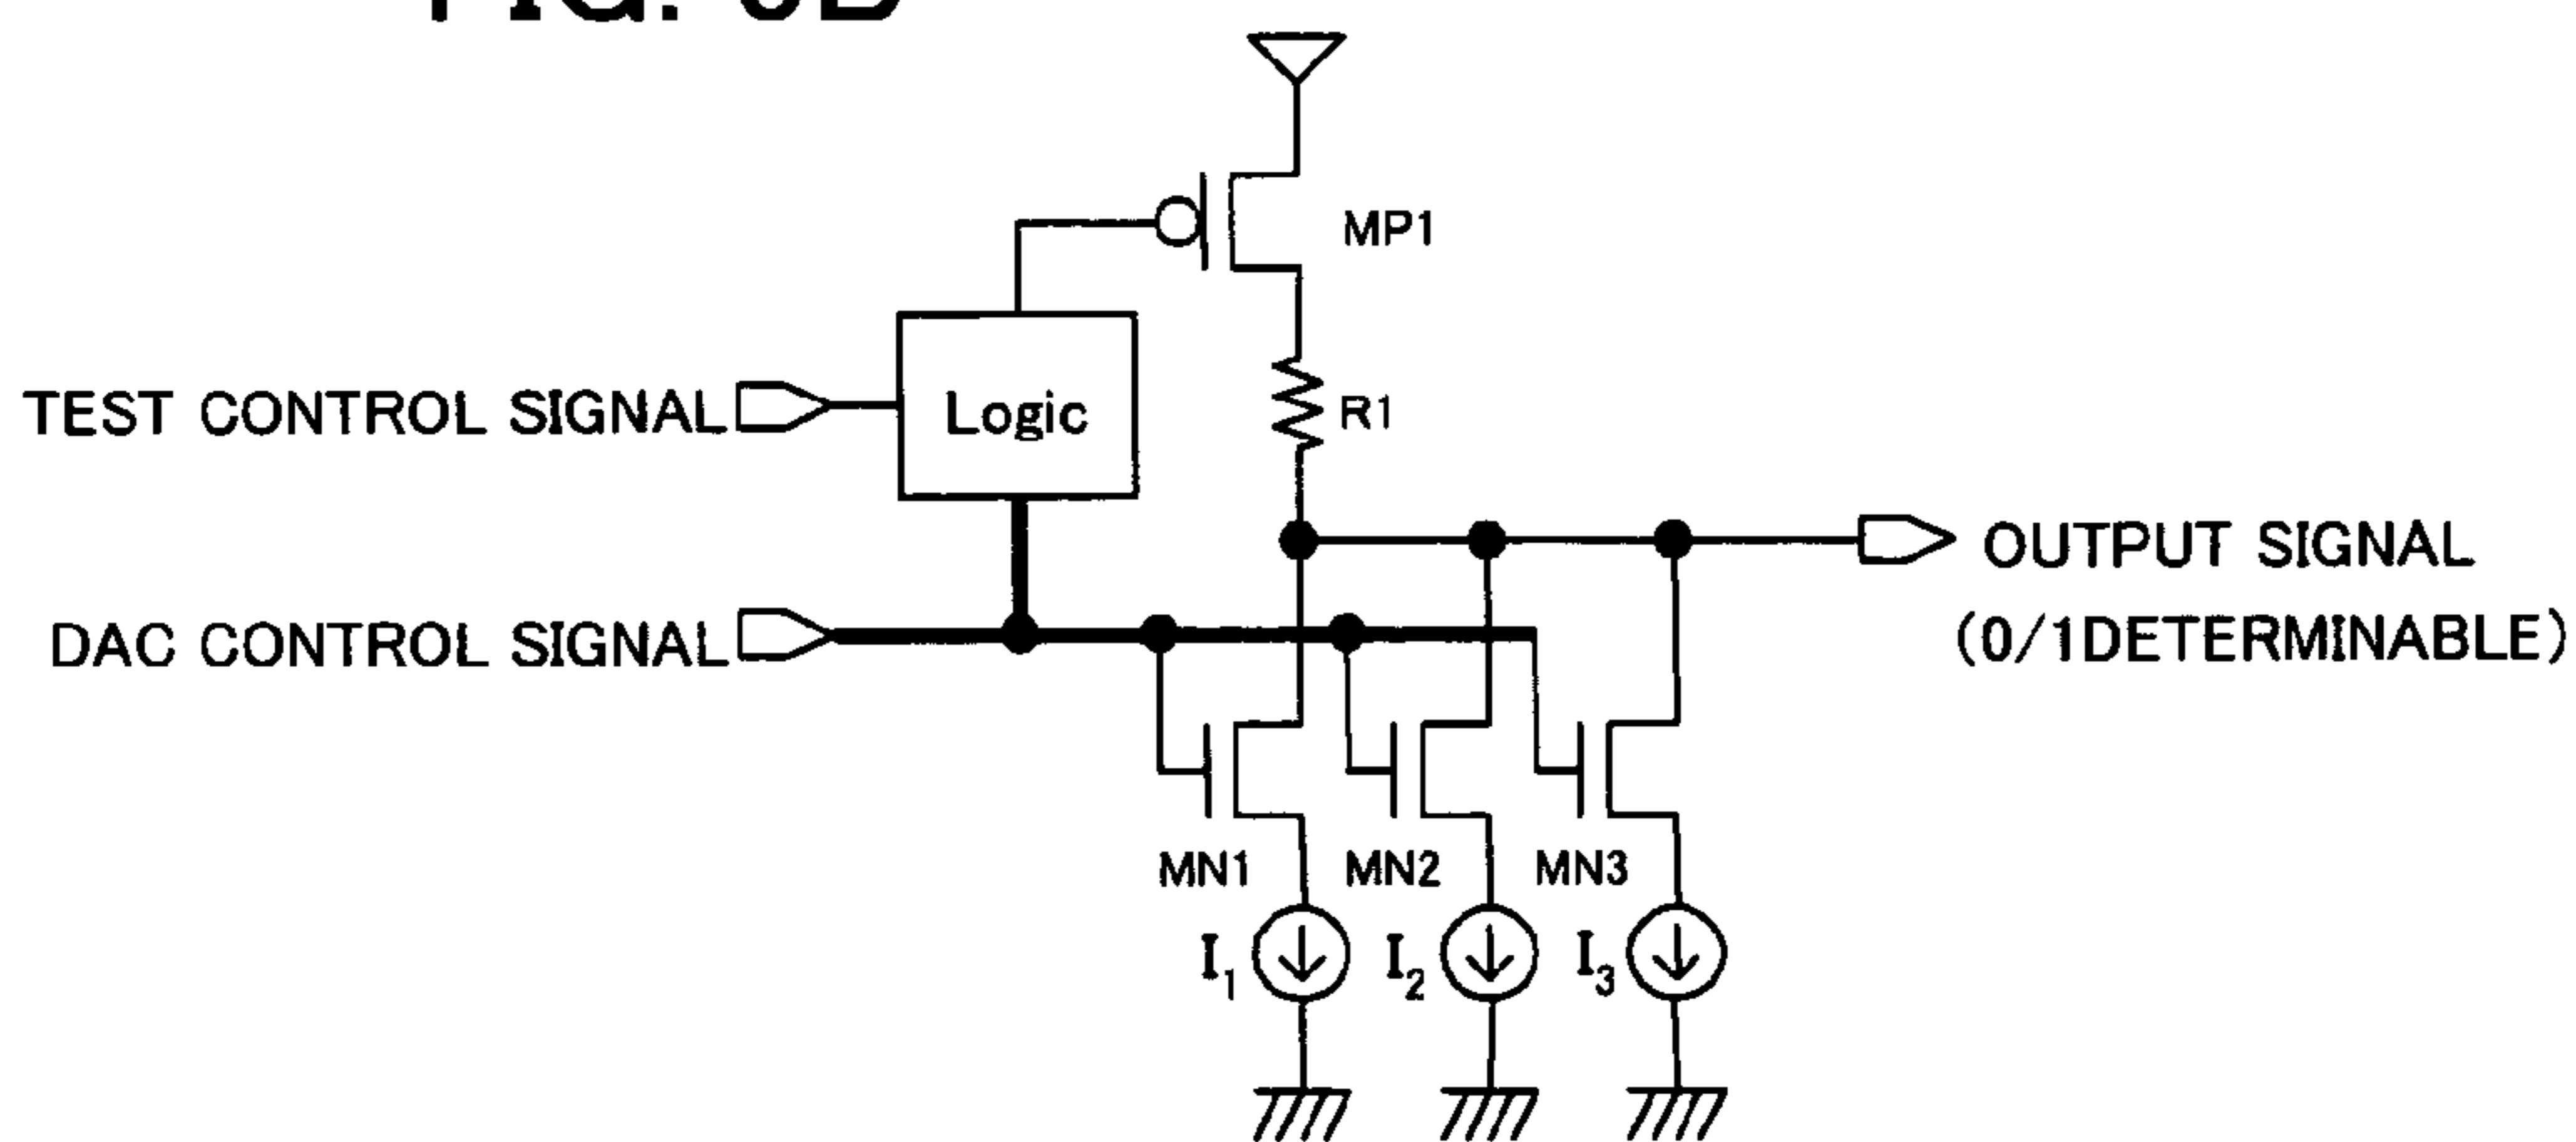 FIG.
MP1
TEST CONTROL SIGNAL
Logic
R1
OUTPUT SIGNAL
(0/1DETERMINABLE)
DAC CONTROL SIGNAL
MN1
MN2
MN3
I1
I2
I3